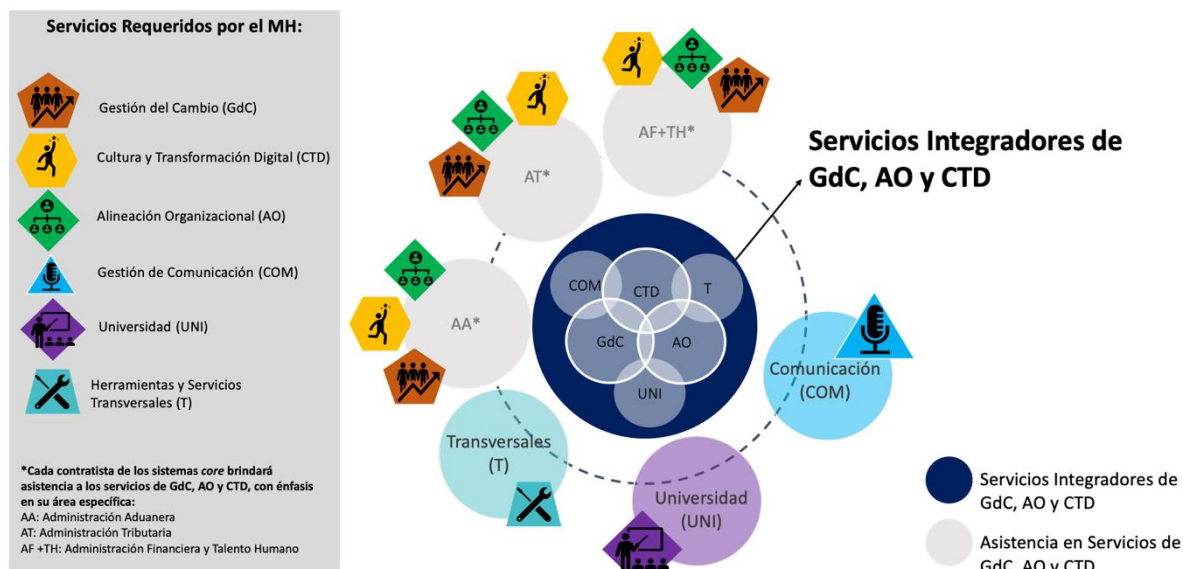 Servicios Requeridos por el MH:
Gestión del Cambio (GdC)
Cultura y Transformación Digital (CTD)
Alineación Organizacional (AO)
Gestión de Comunicación (COM)
Universidad (UNI)
Herramientas y Servicios
Transversales (T)
*Cada contratista de los sistemas core brindará
asistencia a los servicios de GdC, AO y CTD, con énfasis
en su área específica:
AA: Administración Aduanera
AT: Administración Tributaria
AF +TH: Administración Financiera y Talento Humano
AF+TH*
AT*
AA*
Servicios Integradores de
GdC, AO y CTD
COM
CTD
T
GdC
AO
UNI
Comunicación
(COM)
Transversales
(T)
Universidad
(UNI)
Servicios Integradores de
GdC, AO y CTD
Asistencia en Servicios de
GdC, AO y CTD